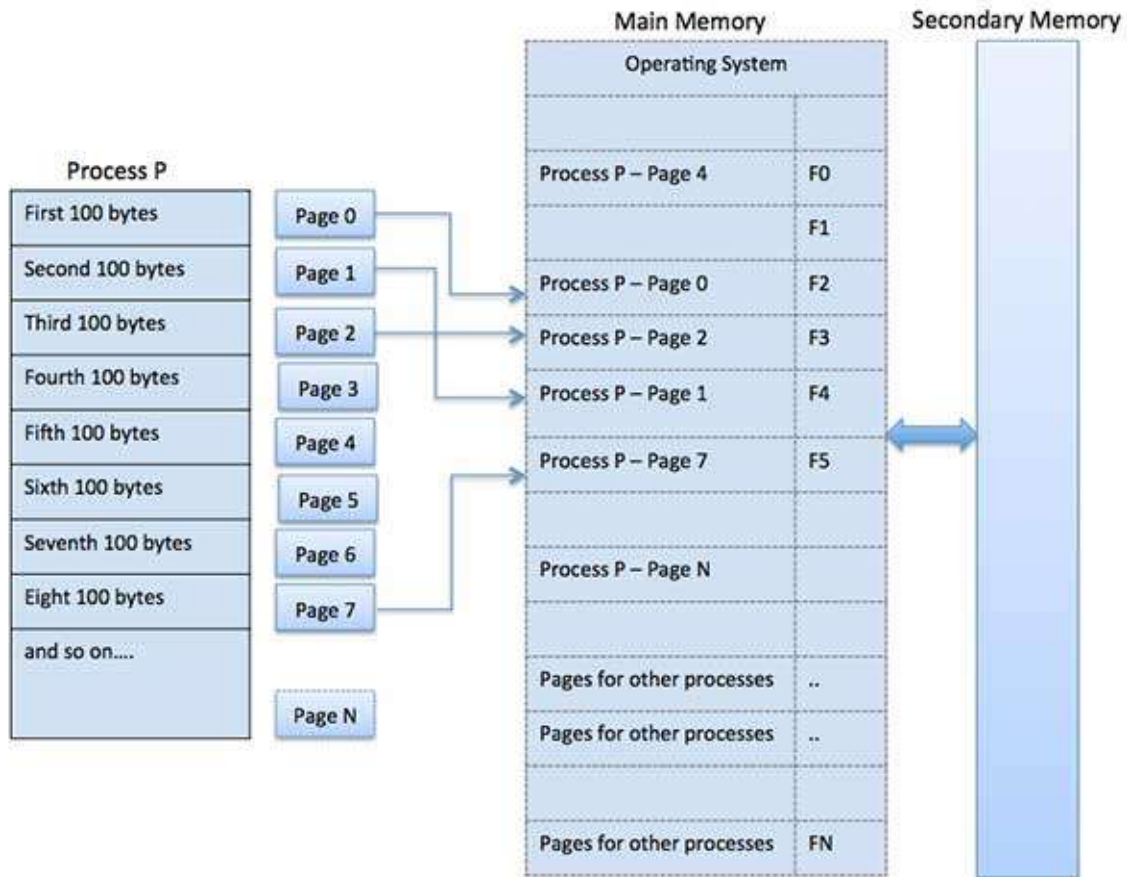 Main Memory
Secondary Memory
Operating System
Process P
First 100 bytes
Second 100 bytes
Third 100 bytes
Fourth 100 bytes
Fifth 100 bytes
Sixth 100 bytes
Seventh 100 bytes
Eight 100 bytes
and so on....
Page 0
Page 1
Page 2
Page 3
Page 4
Page 5
Page 6
Page 7
Page N
Process P – Page 4 F0
F1
Process P – Page 0 F2
Process P – Page 2 F3
Process P – Page 1 F4
Process P – Page 7 F5
Process P – Page N
Pages for other processes ..
Pages for other processes ..
Pages for other processes FN